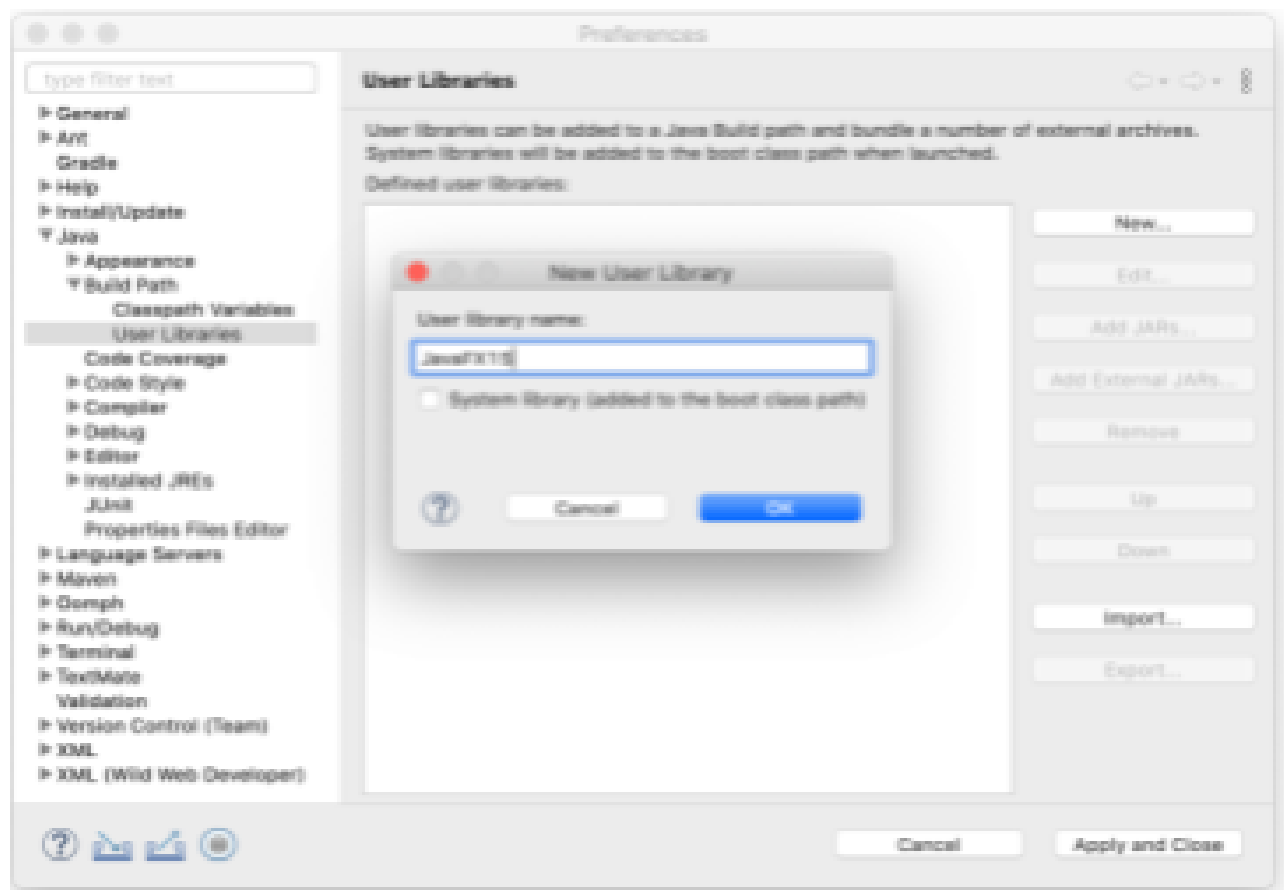 Preferences
type filter text
General
Ant
Gradle
Help
Install/Update
Java
Appearance
Build Path
Classpath Variables
User Libraries
Code Coverage
Code Style
Compiler
Debug
Editor
Installed JREs
JUnit
Properties Files Editor
Language Servers
Maven
Oomph
Run/Debug
Terminal
TextMate
Validation
Version Control (Team)
XML
XML (Wild Web Developer)
User Libraries
User libraries can be added to a Java Build path and bundle a number of external archives.
System libraries will be added to the boot class path when launched.
Defined user libraries:
New...
Edit...
Add JARs...
Add External JARs...
Remove
Up
Down
Import...
Export...
New User Library
User library name:
JavaFX15
System library (added to the boot class path)
Cancel
OK
Cancel
Apply and Close